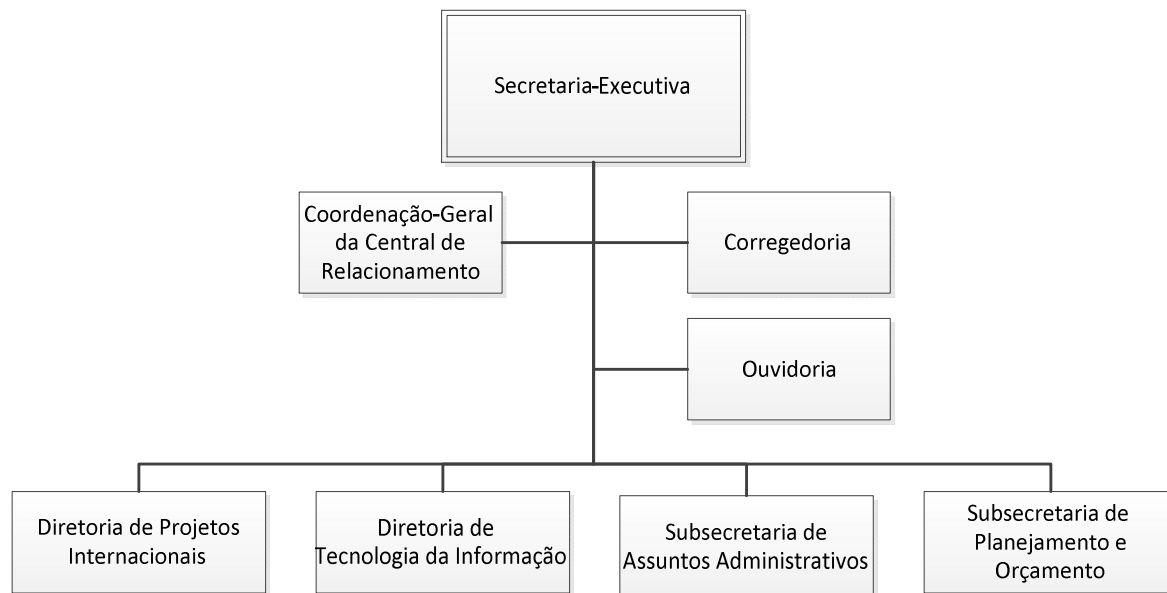 Secretaria-Executiva
Coordenação-Geral
da Central de
Relacionamento
Corregedoria
Ouvidoria
Diretoria de Projetos
Internacionais
Diretoria de
Tecnologia da Informação
Subsecretaria de
Assuntos Administrativos
Subsecretaria de
Planejamento e
Orçamento